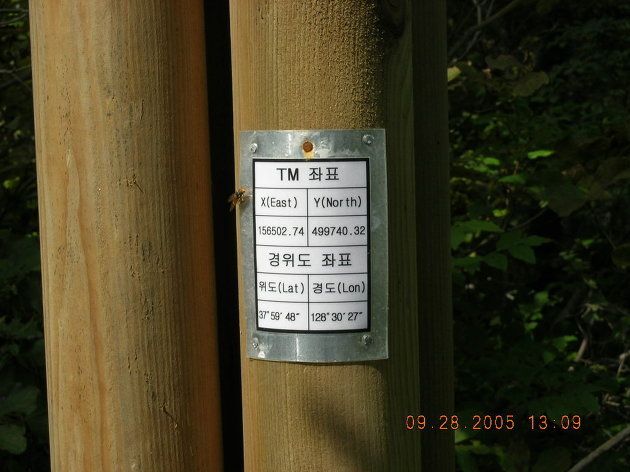 TM 좌표
X(East) Y(North)
156502.74 499740.32
경위도 좌표
위도(Lat) 경도(Lon)
37°59′48″ 128°30′27″
09.28.2005 13:09